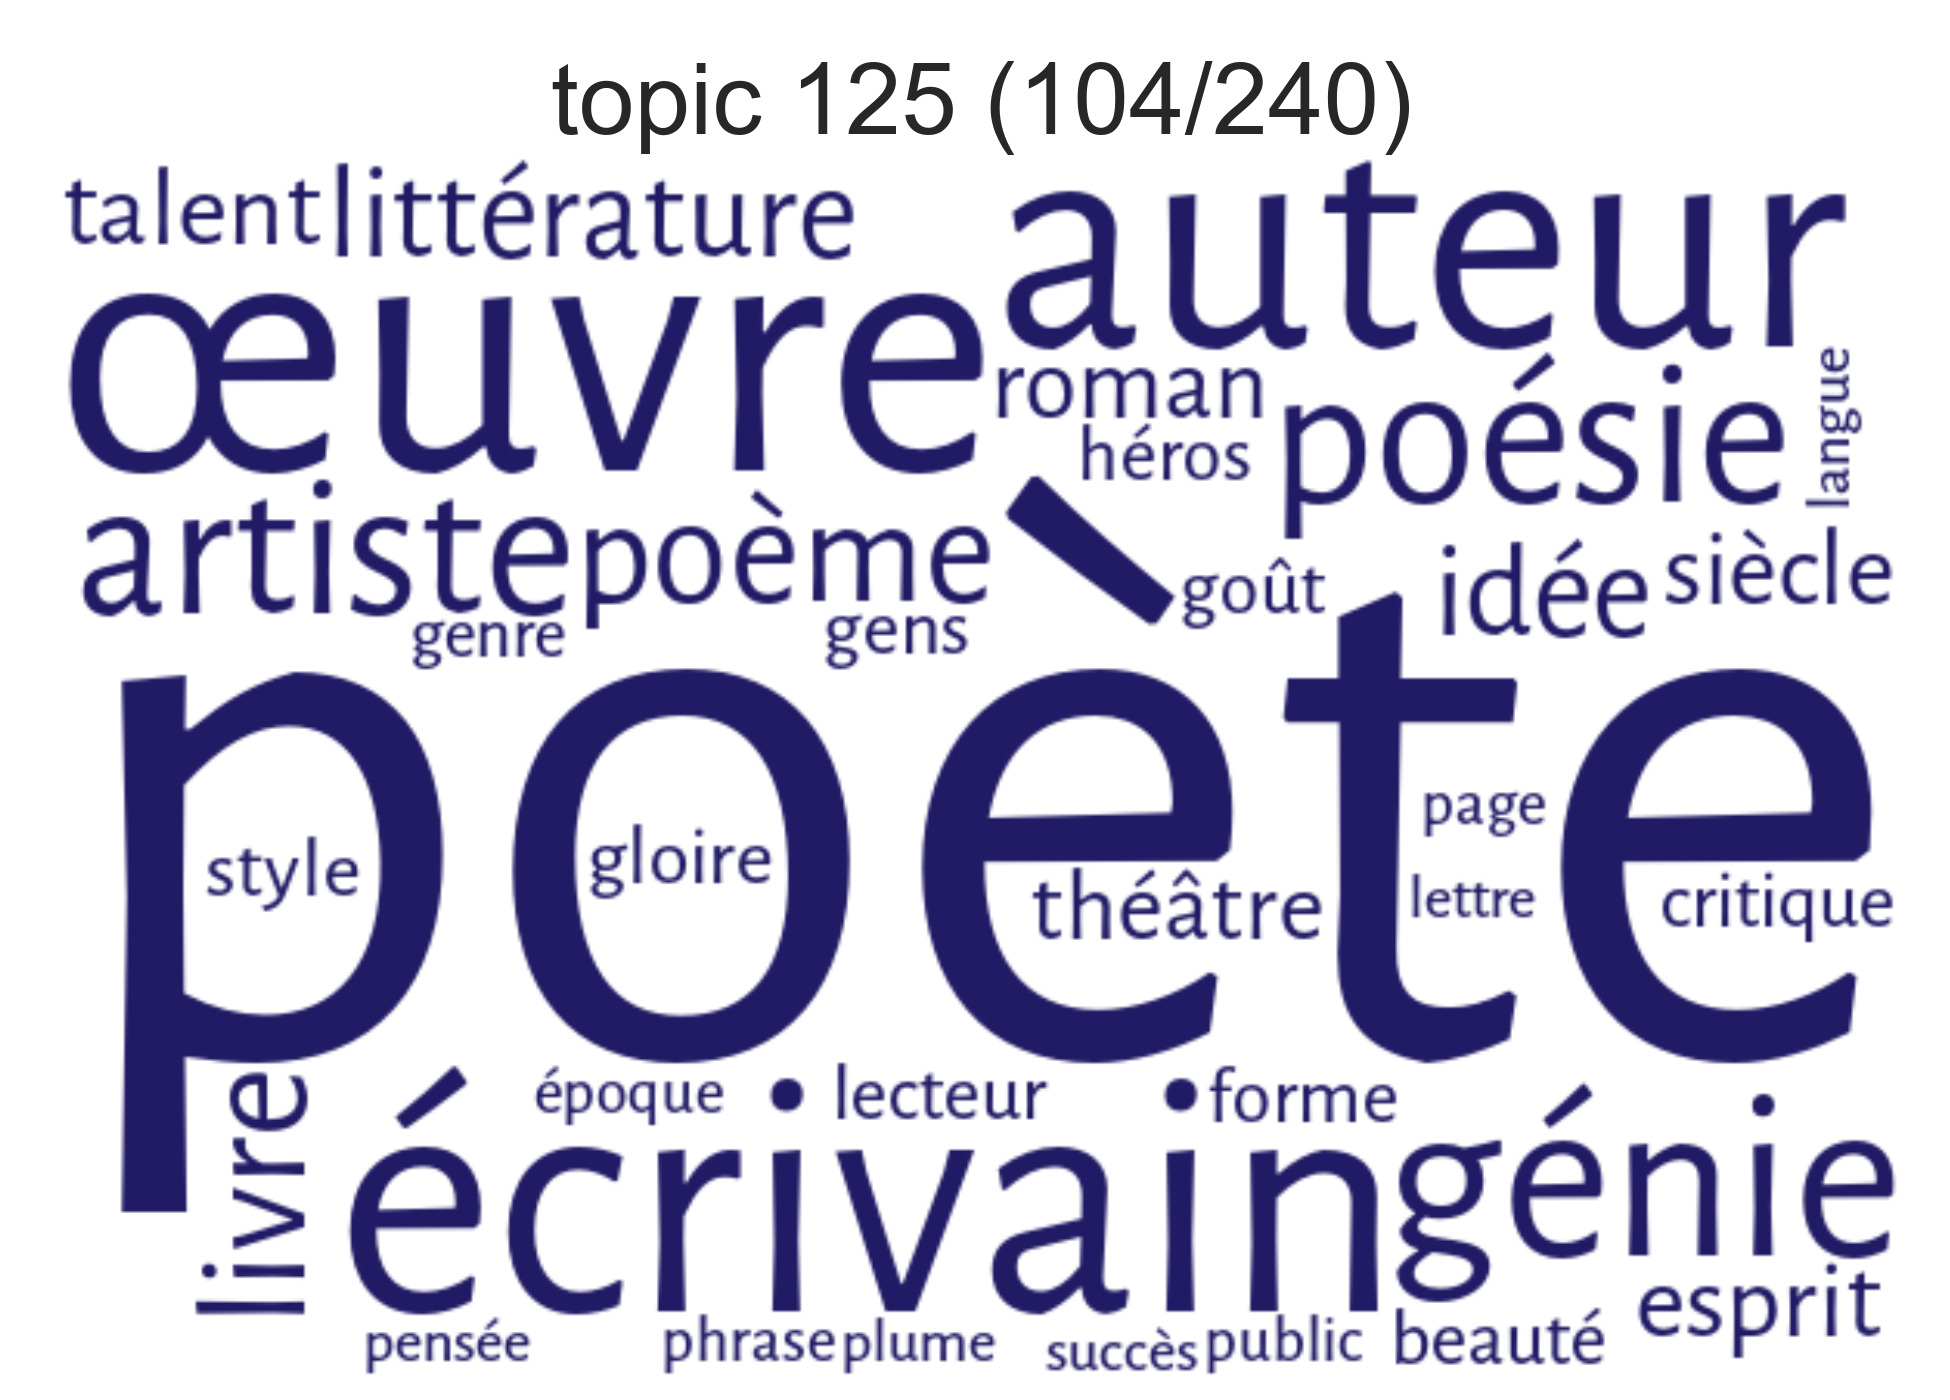 topic 125 (104/240)
talent littérature auteur
œuvre
roman
poésie
langue
héros
artiste poème
goût
idée siècle
genre
gens
poète
page
style
gloire
théâtre
lettre
critique
livre
époque
lecteur
forme
écrivain
génie
esprit
pensée
phrase plume
succès public
beauté